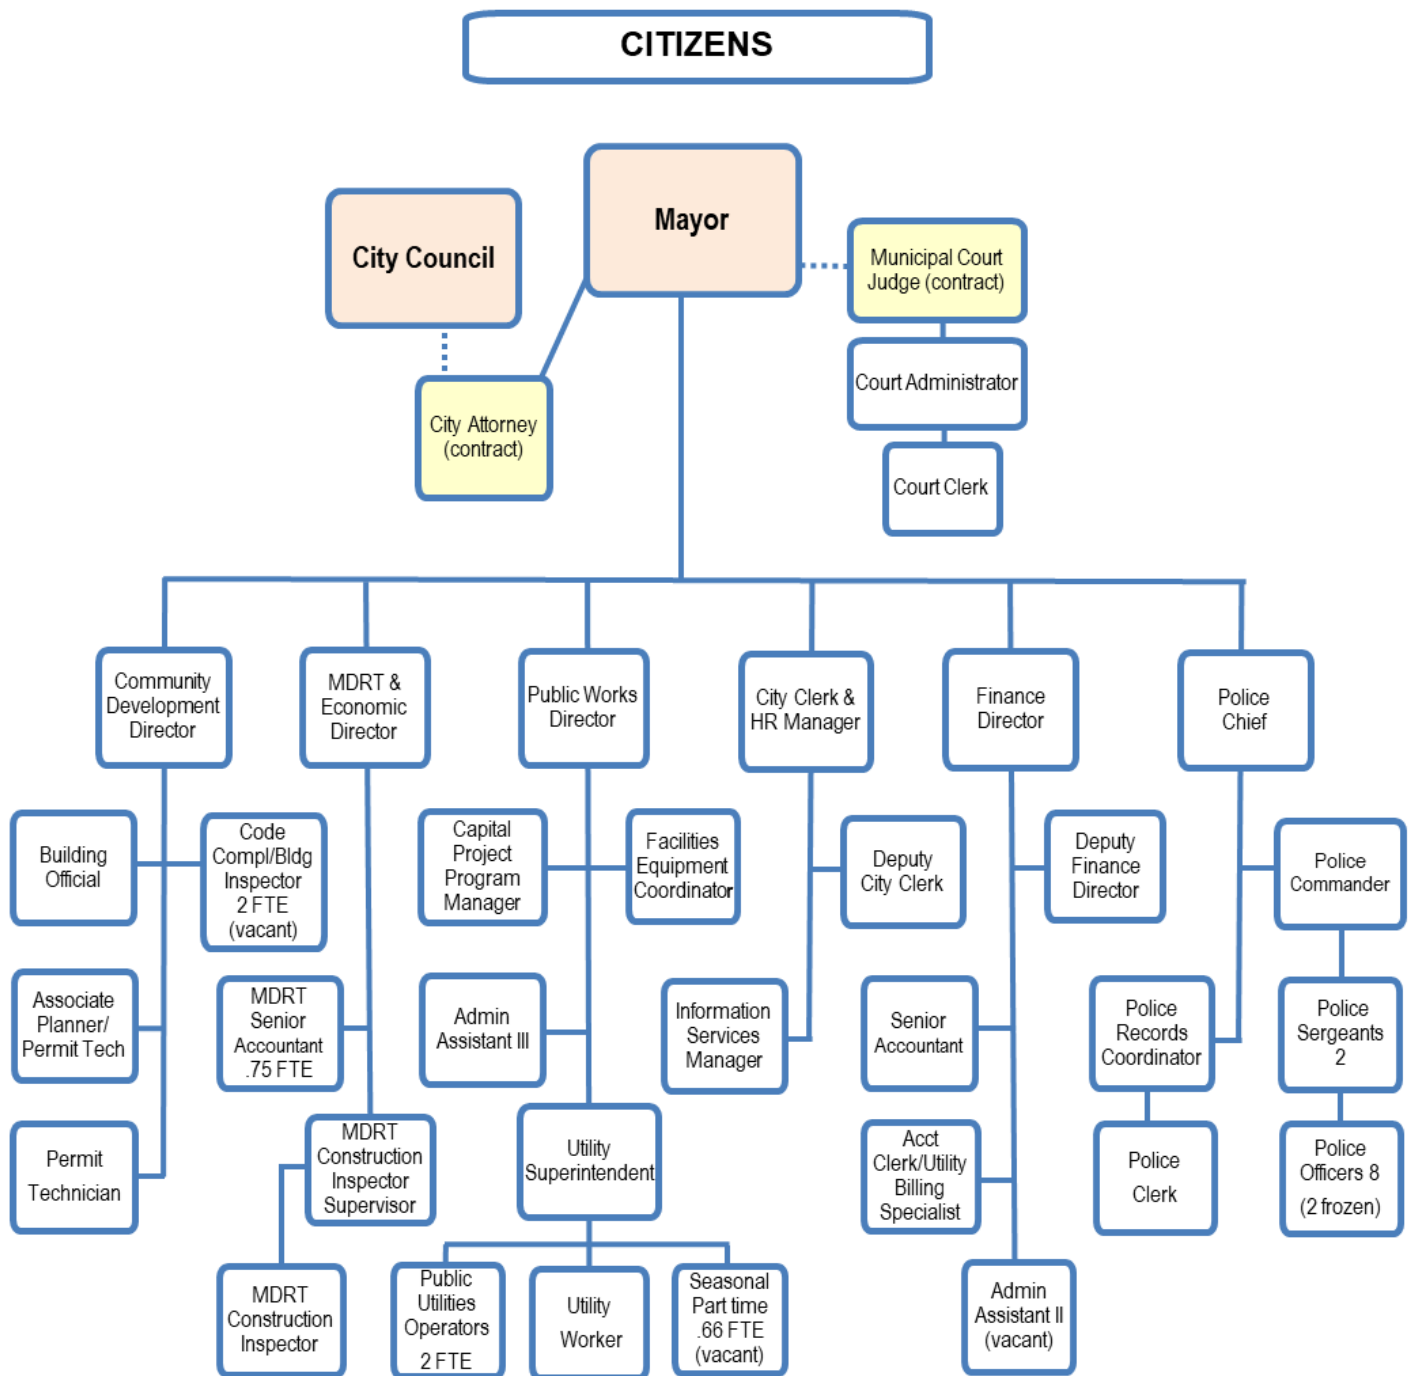 CITIZENS
Mayor
City Council
Municipal Court
Judge (contract)
Court Administrator
City Attorney
(contract)
Court Clerk
Community
Development
Director
MDRT &
Economic
Director
Public Works
Director
City Clerk &
HR Manager
Finance
Director
Police
Chief
Building
Official
Code
Compl/Bldg
Inspector
2 FTE
(vacant)
Capital
Project
Program
Manager
Facilities
Equipment
Coordinator
Deputy
City Clerk
Deputy
Finance
Director
Police
Commander
Associate
Planner/
Permit Tech
MDRT
Senior
Accountant
.75 FTE
Admin
Assistant III
Information
Services
Manager
Senior
Accountant
Police
Records
Coordinator
Police
Sergeants
2
Permit
Technician
MDRT
Construction
Inspector
Supervisor
Utility
Superintendent
Acct
Clerk/Utility
Billing
Specialist
Police
Clerk
Police
Officers 8
(2 frozen)
MDRT
Construction
Inspector
Public
Utilities
Operators
2 FTE
Utility
Worker
Seasonal
Part time
.66 FTE
(vacant)
Admin
Assistant II
(vacant)